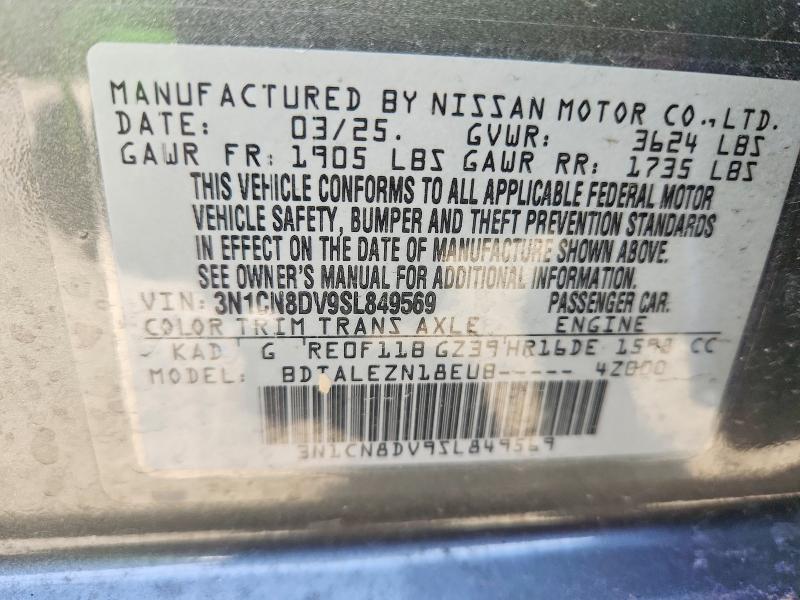 MANUFACTURED BY NISSAN MOTOR CO., LTD.
DATE: 03/25. GVWR: 3624 LBS
GAWR FR: 1905 LBS GAWR RR: 1735 LBS
THIS VEHICLE CONFORMS TO ALL APPLICABLE FEDERAL MOTOR
VEHICLE SAFETY, BUMPER AND THEFT PREVENTION STANDARDS
IN EFFECT ON THE DATE OF MANUFACTURE SHOWN ABOVE.
SEE OWNER'S MANUAL FOR ADDITIONAL INFORMATION.
VIN: 3N1CN8DV9SL849569 PASSENGER CAR.
COLOR TRIM TRANS AXLE ENGINE
KAD G RE0F11B GZ39 HR16DE 1598 CC
MODEL: BDTALEZN18EUB----- 4Z000
3N1CN8DV9SL849569